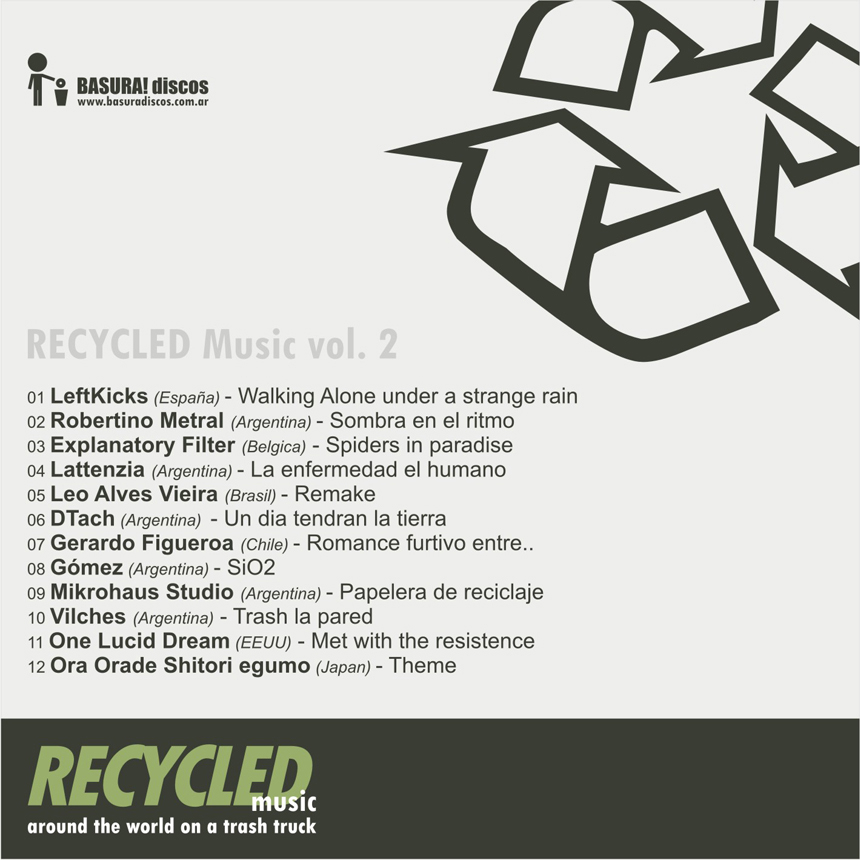 BASURA! discos
www.basuradiscos.com.ar
RECYCLED Music vol. 2
01 LeftKicks (España) - Walking Alone under a strange rain
02 Robertino Metral (Argentina) - Sombra en el ritmo
03 Explanatory Filter (Belgica) - Spiders in paradise
04 Lattenzia (Argentina) - La enfermedad el humano
05 Leo Alves Vieira (Brasil) - Remake
06 DTach (Argentina) - Un dia tendran la tierra
07 Gerardo Figueroa (Chile) - Romance furtivo entre..
08 Gómez (Argentina) - SiO2
09 Mikrohaus Studio (Argentina) - Papelera de reciclaje
10 Vilches (Argentina) - Trash la pared
11 One Lucid Dream (EEUU) - Met with the resistence
12 Ora Orade Shitori egumo (Japan) - Theme
RECYCLED
music
around the world on a trash truck